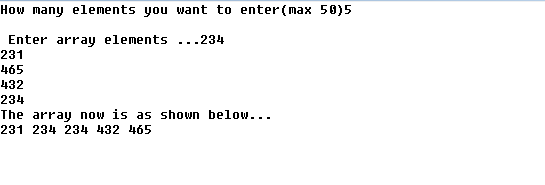 How many elements you want to enter(max 50)5
Enter array elements ...234
231
465
432
234
The array now is as shown below...
231 234 234 432 465